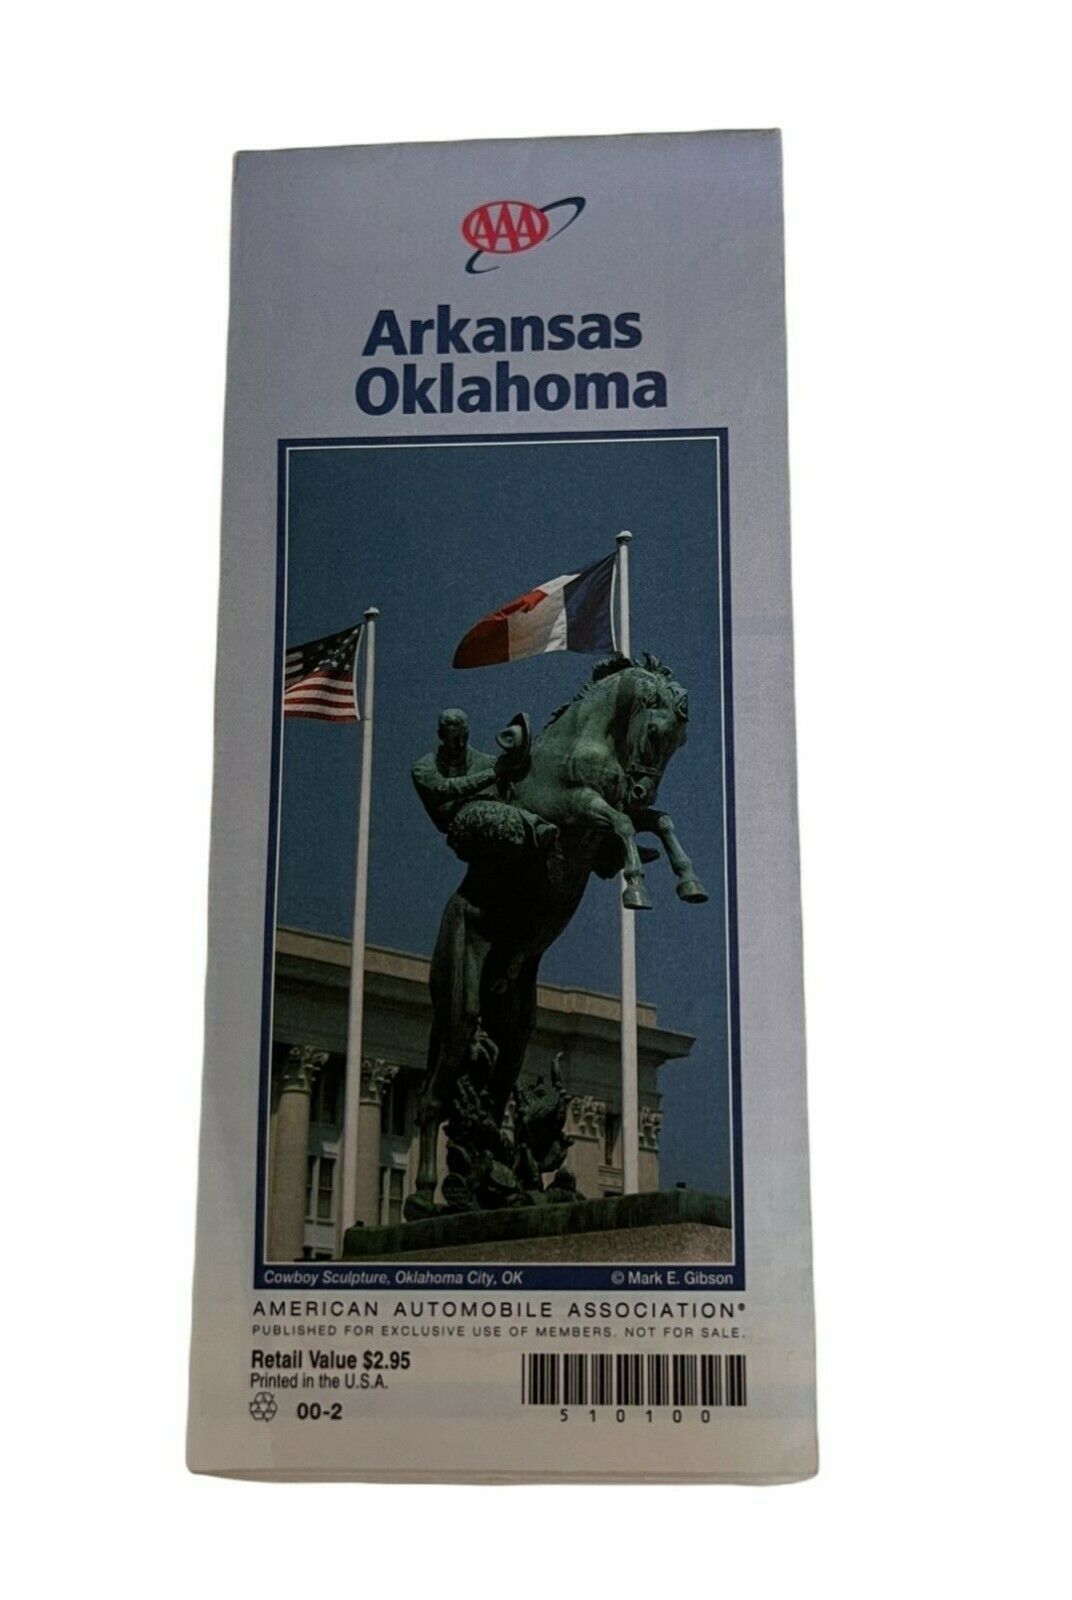 AAA
Arkansas
Oklahoma
Cowboy Sculpture, Oklahoma City, OK © Mark E. Gibson
AMERICAN AUTOMOBILE ASSOCIATION®
PUBLISHED FOR EXCLUSIVE USE OF MEMBERS. NOT FOR SALE.
Retail Value $2.95
Printed in the U.S.A.
00-2
510100